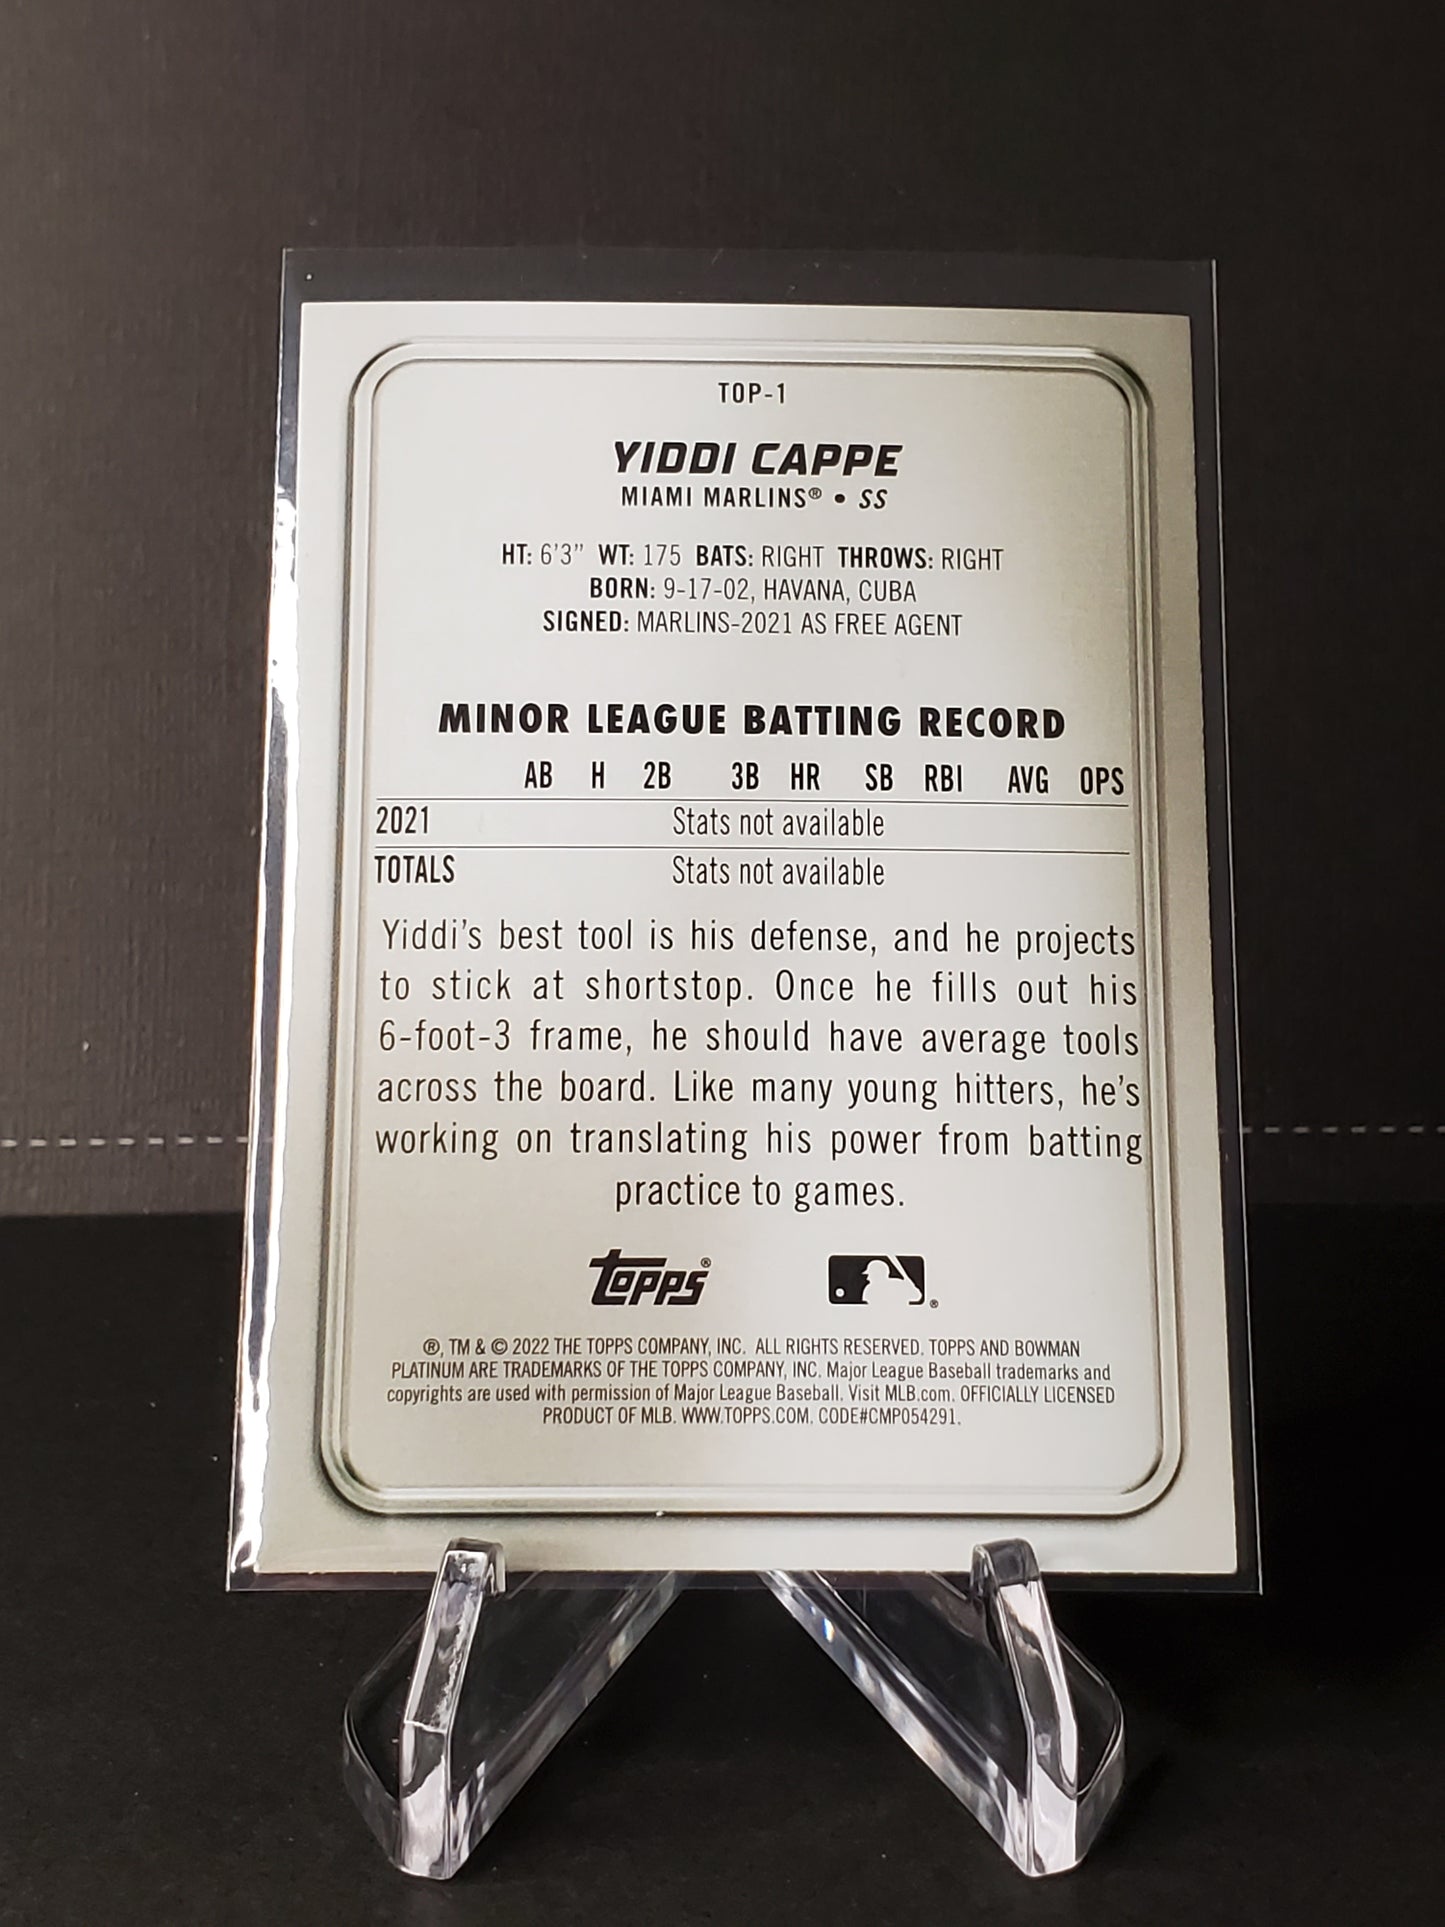 TOP-1
YIDDI CAPPE
MIAMI MARLINS® • SS
HT: 6'3" WT: 175 BATS: RIGHT THROWS: RIGHT
BORN: 9-17-02, HAVANA, CUBA
SIGNED: MARLINS-2021 AS FREE AGENT
MINOR LEAGUE BATTING RECORD
AB H 2B 3B HR SB RBI AVG OPS
2021 Stats not available
TOTALS Stats not available
Yiddi's best tool is his defense, and he projects
to stick at shortstop. Once he fills out his
6-foot-3 frame, he should have average tools
across the board. Like many young hitters, he's
working on translating his power from batting
practice to games.
Topps® ®
®, TM & © 2022 THE TOPPS COMPANY, INC. ALL RIGHTS RESERVED. TOPPS AND BOWMAN
PLATINUM ARE TRADEMARKS OF THE TOPPS COMPANY, INC. Major League Baseball trademarks and
copyrights are used with permission of Major League Baseball. Visit MLB.com. OFFICIALLY LICENSED
PRODUCT OF MLB. WWW.TOPPS.COM. CODE#CMP054291.